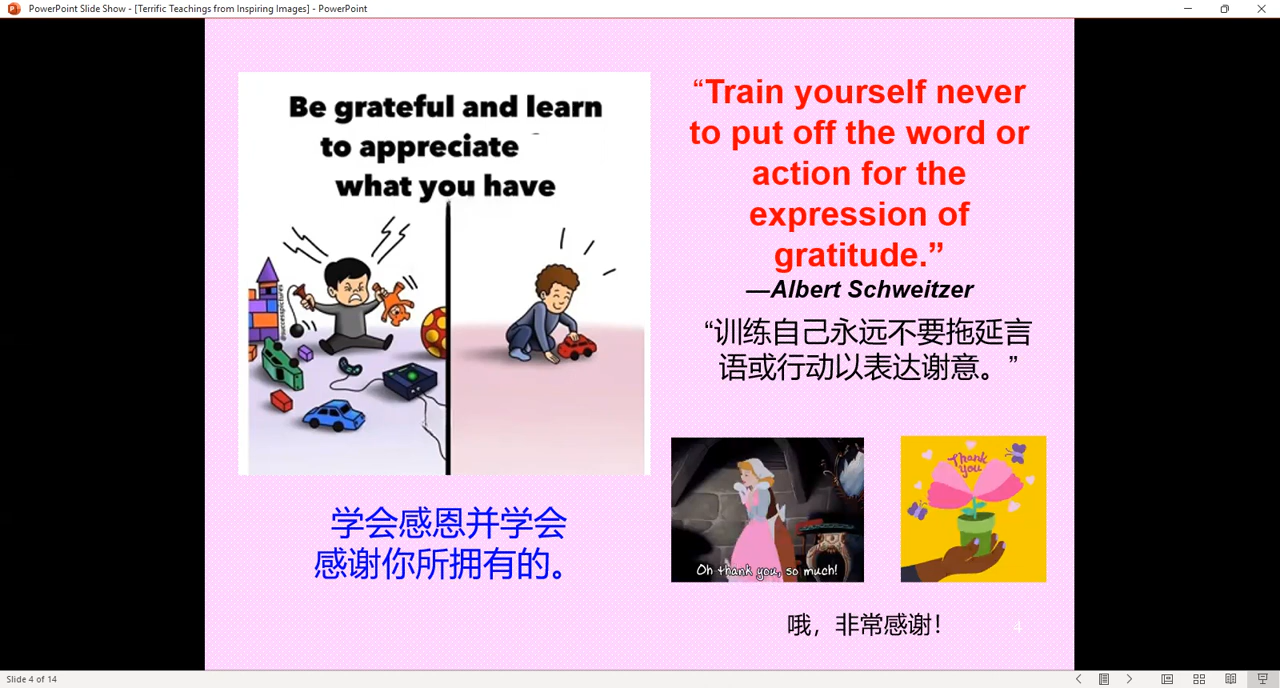 PowerPoint Slide Show - [Terrific Teachings from Inspiring Images] - PowerPoint
Be grateful and learn
to appreciate
what you have
@successpictures
学会感恩并学会
感谢你所拥有的。
“Train yourself never
to put off the word or
action for the
expression of
gratitude.”
—Albert Schweitzer
“训练自己永远不要拖延言
语或行动以表达谢意。”
Oh thank you, so much!
Thank
you
哦，非常感谢！
4
Slide 4 of 14